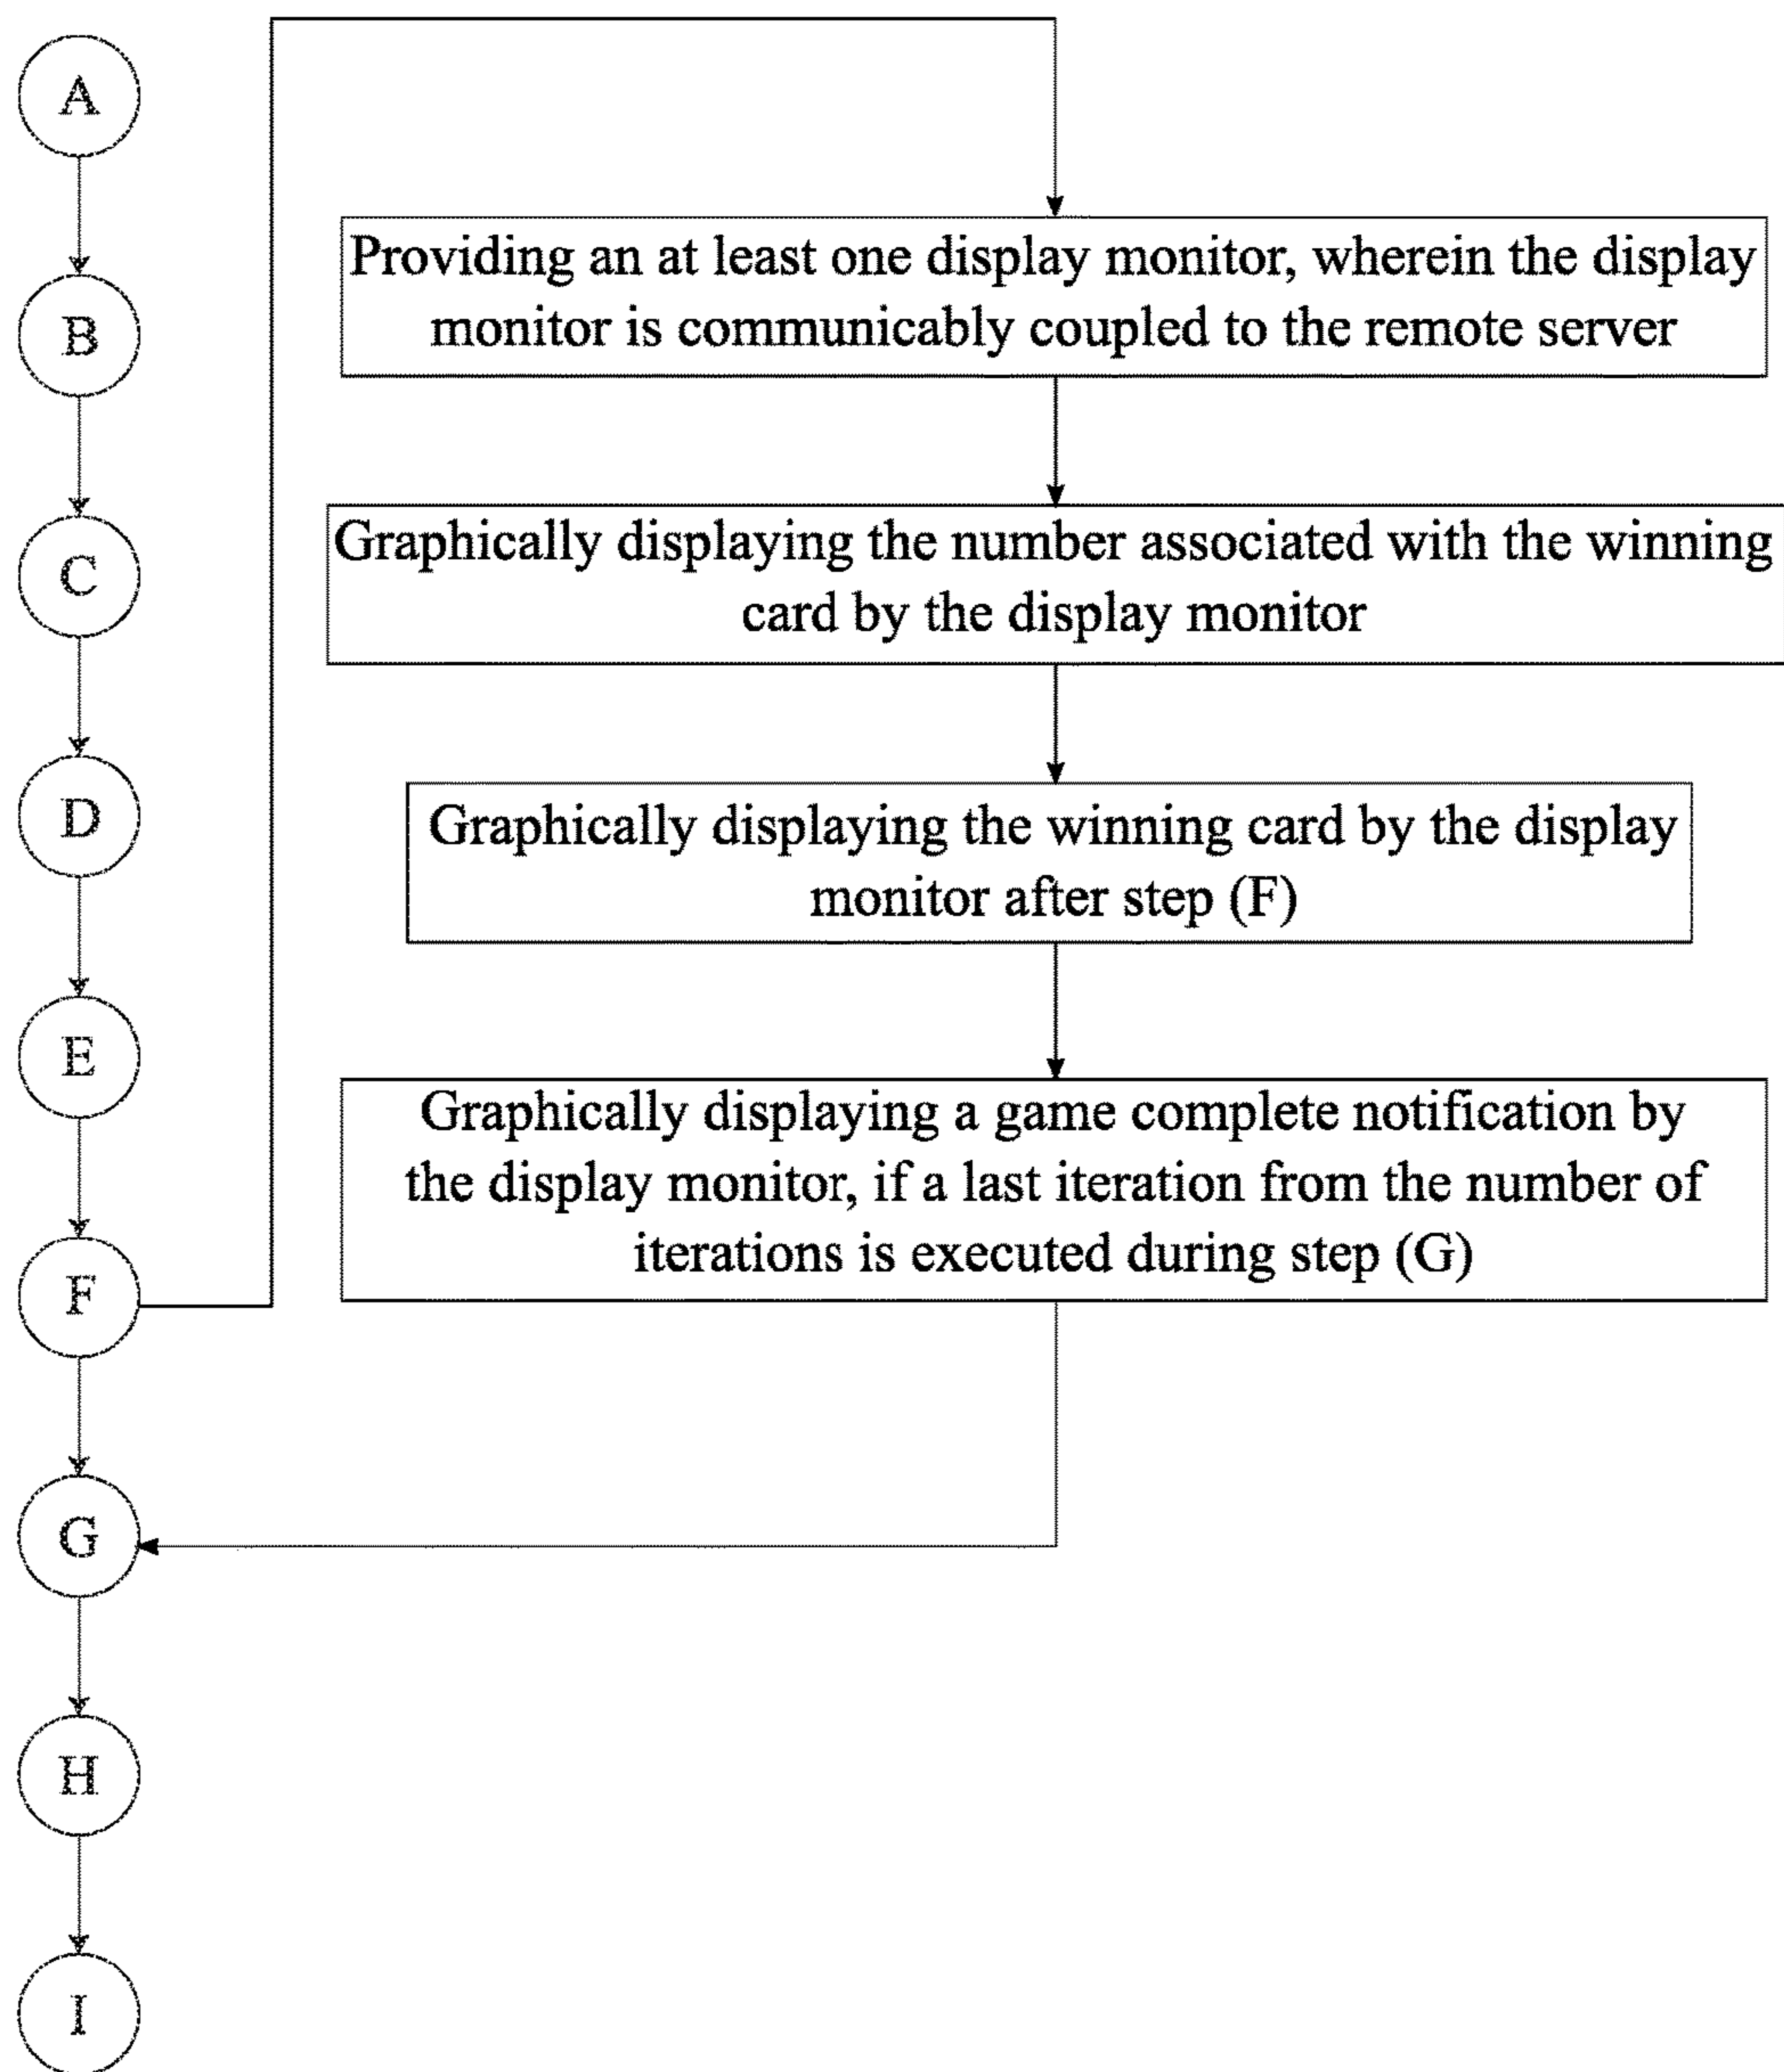 A
B
C
D
E
F
G
H
I
Providing an at least one display monitor, wherein the display
monitor is communicably coupled to the remote server
Graphically displaying the number associated with the winning
card by the display monitor
Graphically displaying the winning card by the display
monitor after step (F)
Graphically displaying a game complete notification by
the display monitor, if a last iteration from the number of
iterations is executed during step (G)